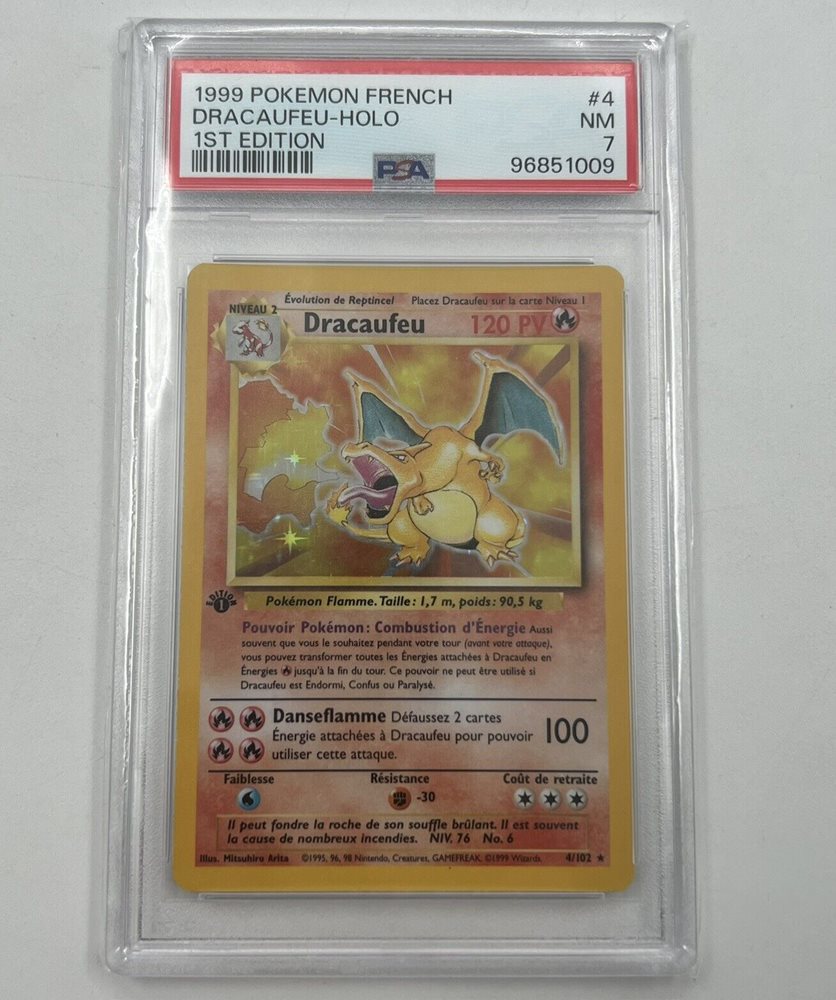 1999 POKEMON FRENCH #4
DRACAUFEU-HOLO NM
1ST EDITION 7
PSA 96851009
Évolution de Reptincel Placez Dracaufeu sur la carte Niveau 1
NIVEAU 2
Dracaufeu 120 PV
EDITION 1
Pokémon Flamme. Taille: 1,7 m, poids: 90,5 kg
Pouvoir Pokémon: Combustion d'Énergie Aussi
souvent que vous le souhaitez pendant votre tour (avant votre attaque),
vous pouvez transformer toutes les Énergies attachées à Dracaufeu en
Énergies jusqu'à la fin du tour. Ce pouvoir ne peut être utilisé si
Dracaufeu est Endormi, Confus ou Paralysé.
Danseflamme Défaussez 2 cartes
Énergie attachées à Dracaufeu pour pouvoir 100
utiliser cette attaque.
Faiblesse Résistance Coût de retraite
-30
Il peut fondre la roche de son souffle brûlant. Il est souvent
la cause de nombreux incendies. NIV. 76 No. 6
Illus. Mitsuhiro Arita ©1995, 96, 98 Nintendo, Creatures, GAMEFREAK. ©1999 Wizards. 4/102 ★